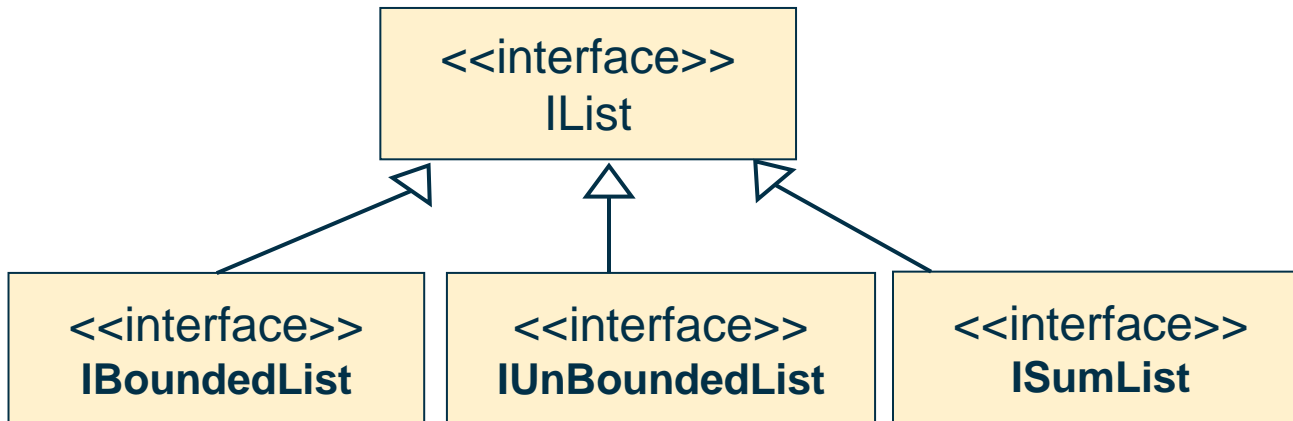 <<interface>>
IList
<<interface>>
IBoundedList
<<interface>>
IUnBoundedList
<<interface>>
ISumList